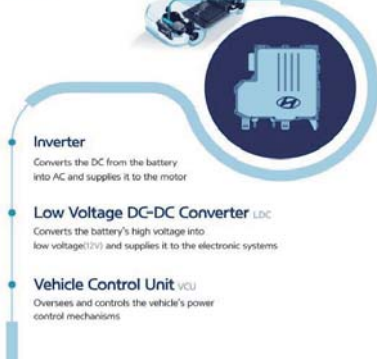 Inverter
Converts the DC from the battery
into AC and supplies it to the motor
Low Voltage DC-DC Converter LDC
Converts the battery's high voltage into
low voltage(12V) and supplies it to the electronic systems
Vehicle Control Unit VCU
Oversees and controls the vehicle's power
control mechanisms